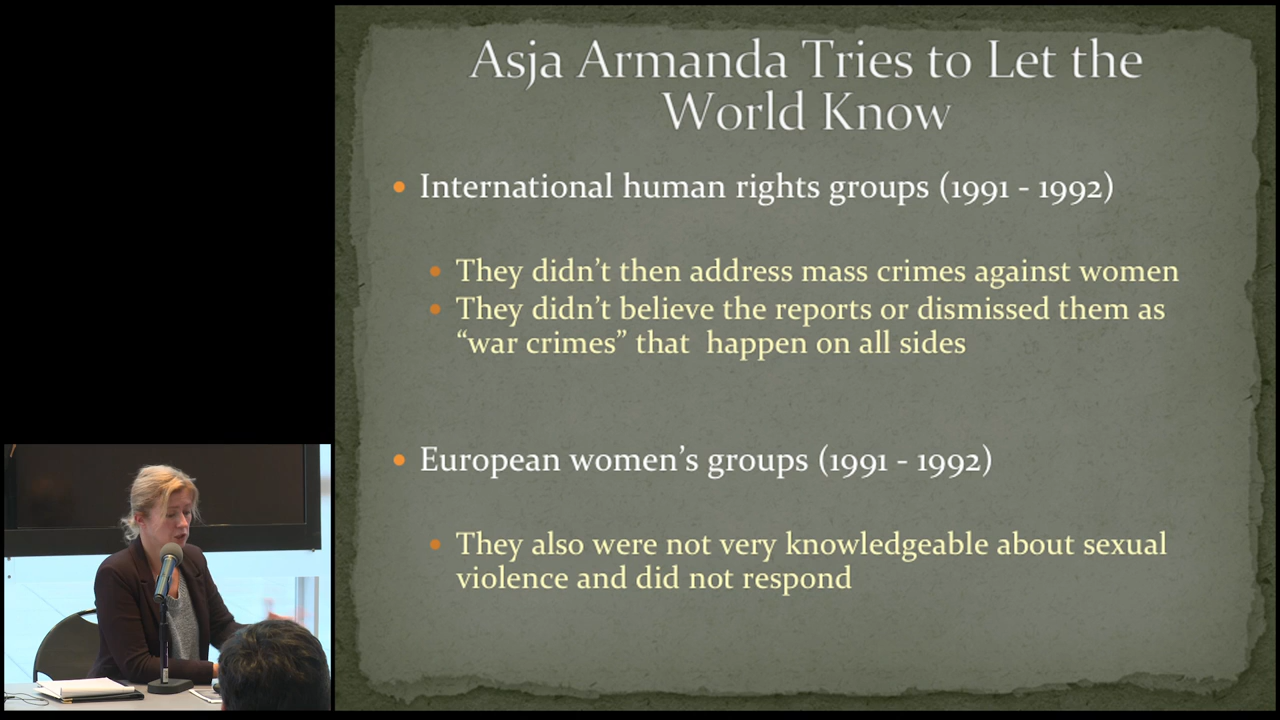 Asja Armanda Tries to Let the
World Know
• International human rights groups (1991 - 1992)
• They didn't then address mass crimes against women
• They didn't believe the reports or dismissed them as
“war crimes” that  happen on all sides
• European women's groups (1991 - 1992)
• They also were not very knowledgeable about sexual
violence and did not respond